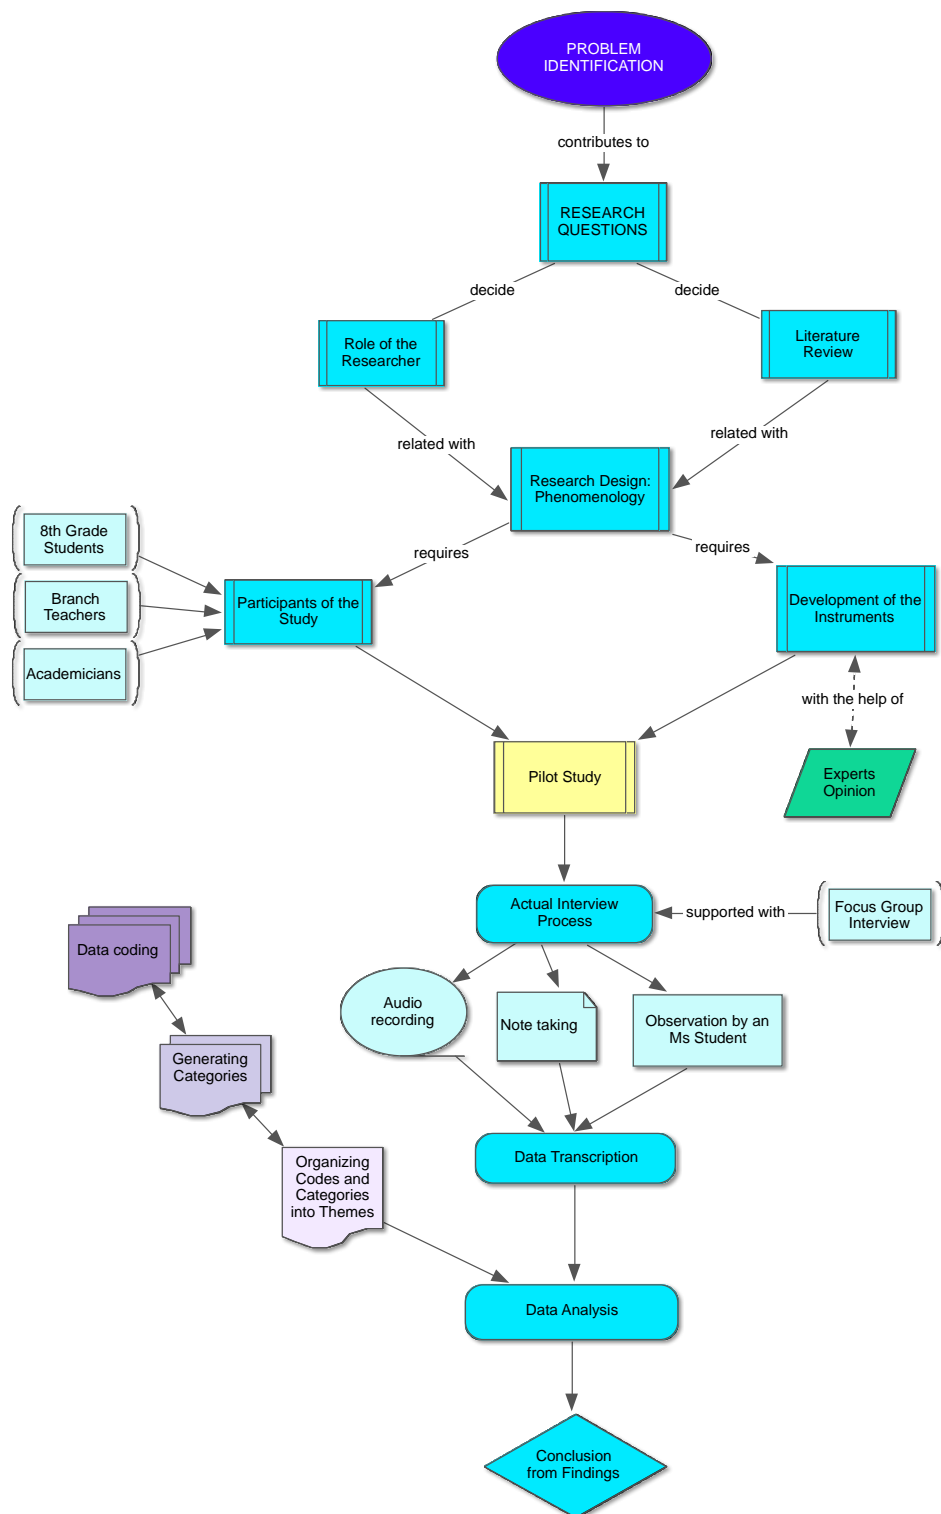 PROBLEM
IDENTIFICATION
contributes to
RESEARCH
QUESTIONS
decide
decide
Role of the
Researcher
Literature
Review
related with
related with
Research Design:
Phenomenology
8th Grade
Students
requires
requires
Branch
Teachers
Participants of the
Study
Development of the
Instruments
Academicians
with the help of
Pilot Study
Experts
Opinion
Actual Interview
Process
supported with
Focus Group
Interview
Data coding
Audio
recording
Note taking
Observation by an
Ms Student
Generating
Categories
Data Transcription
Organizing
Codes and
Categories
into Themes
Data Analysis
Conclusion
from Findings